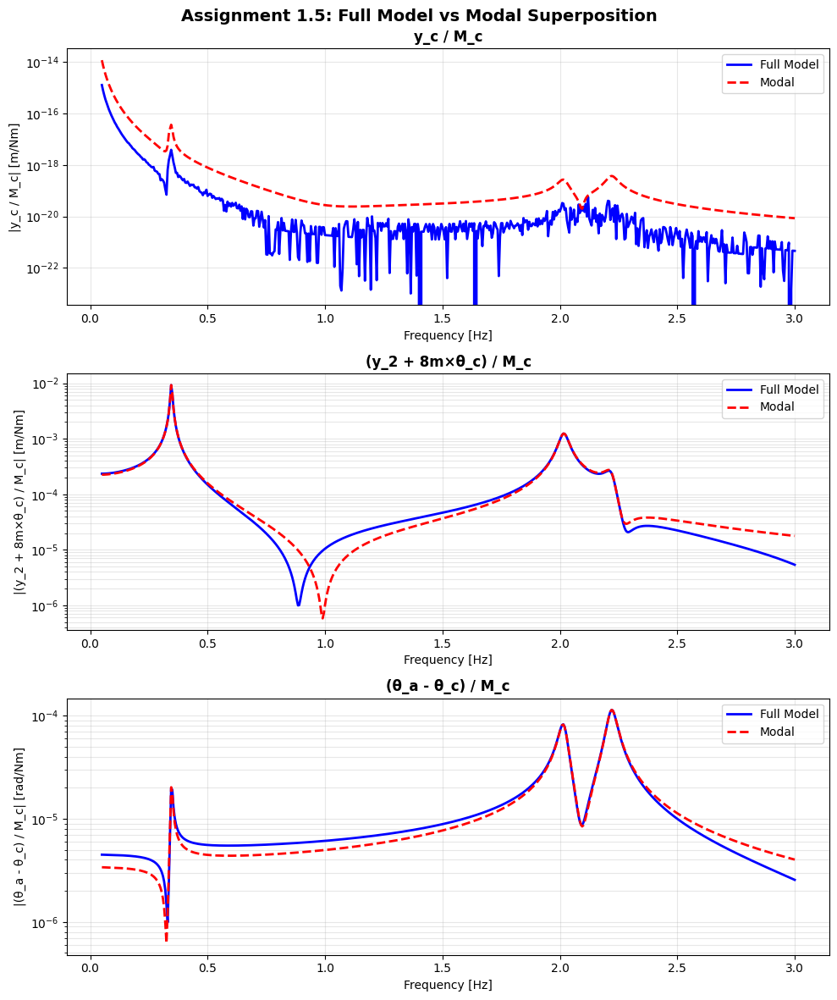 Assignment 1.5: Full Model vs Modal Superposition
y_c / M_c
|y_c / M_c| [m/Nm]
10⁻¹⁴
10⁻¹⁶
10⁻¹⁸
10⁻²⁰
10⁻²²
Full Model
Modal
0.0 0.5 1.0 1.5 2.0 2.5 3.0
Frequency [Hz]
(y_2 + 8m×θ_c) / M_c
|(y_2 + 8m×θ_c) / M_c| [m/Nm]
10⁻²
10⁻³
10⁻⁴
10⁻⁵
10⁻⁶
Full Model
Modal
0.0 0.5 1.0 1.5 2.0 2.5 3.0
Frequency [Hz]
(θ_a - θ_c) / M_c
|(θ_a - θ_c) / M_c| [rad/Nm]
10⁻⁴
10⁻⁵
10⁻⁶
Full Model
Modal
0.0 0.5 1.0 1.5 2.0 2.5 3.0
Frequency [Hz]